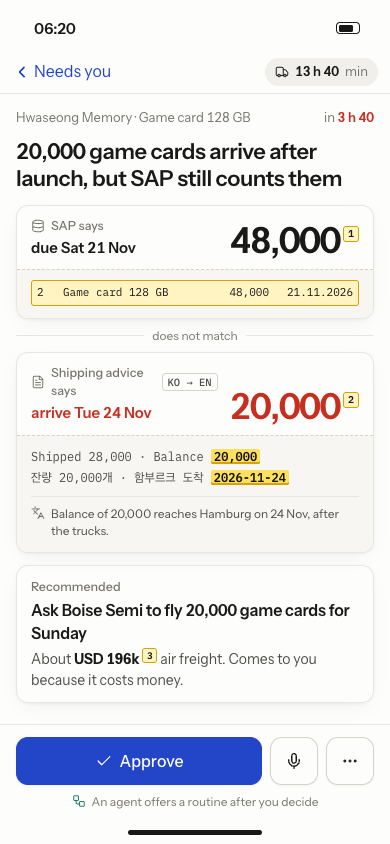 06:20
Needs you
13 h 40 min
Hwaseong Memory · Game card 128 GB
in 3 h 40
20,000 game cards arrive after
launch, but SAP still counts them
SAP says
due Sat 21 Nov
48,000 1
2 Game card 128 GB 48,000 21.11.2026
does not match
Shipping advice
says
KO → EN
arrive Tue 24 Nov
20,000 2
Shipped 28,000 · Balance 20,000
잔량 20,000개 · 함부르크 도착 2026-11-24
Balance of 20,000 reaches Hamburg on 24 Nov, after
the trucks.
Recommended
Ask Boise Semi to fly 20,000 game cards for
Sunday
About USD 196k 3 air freight. Comes to you
because it costs money.
Approve
An agent offers a routine after you decide